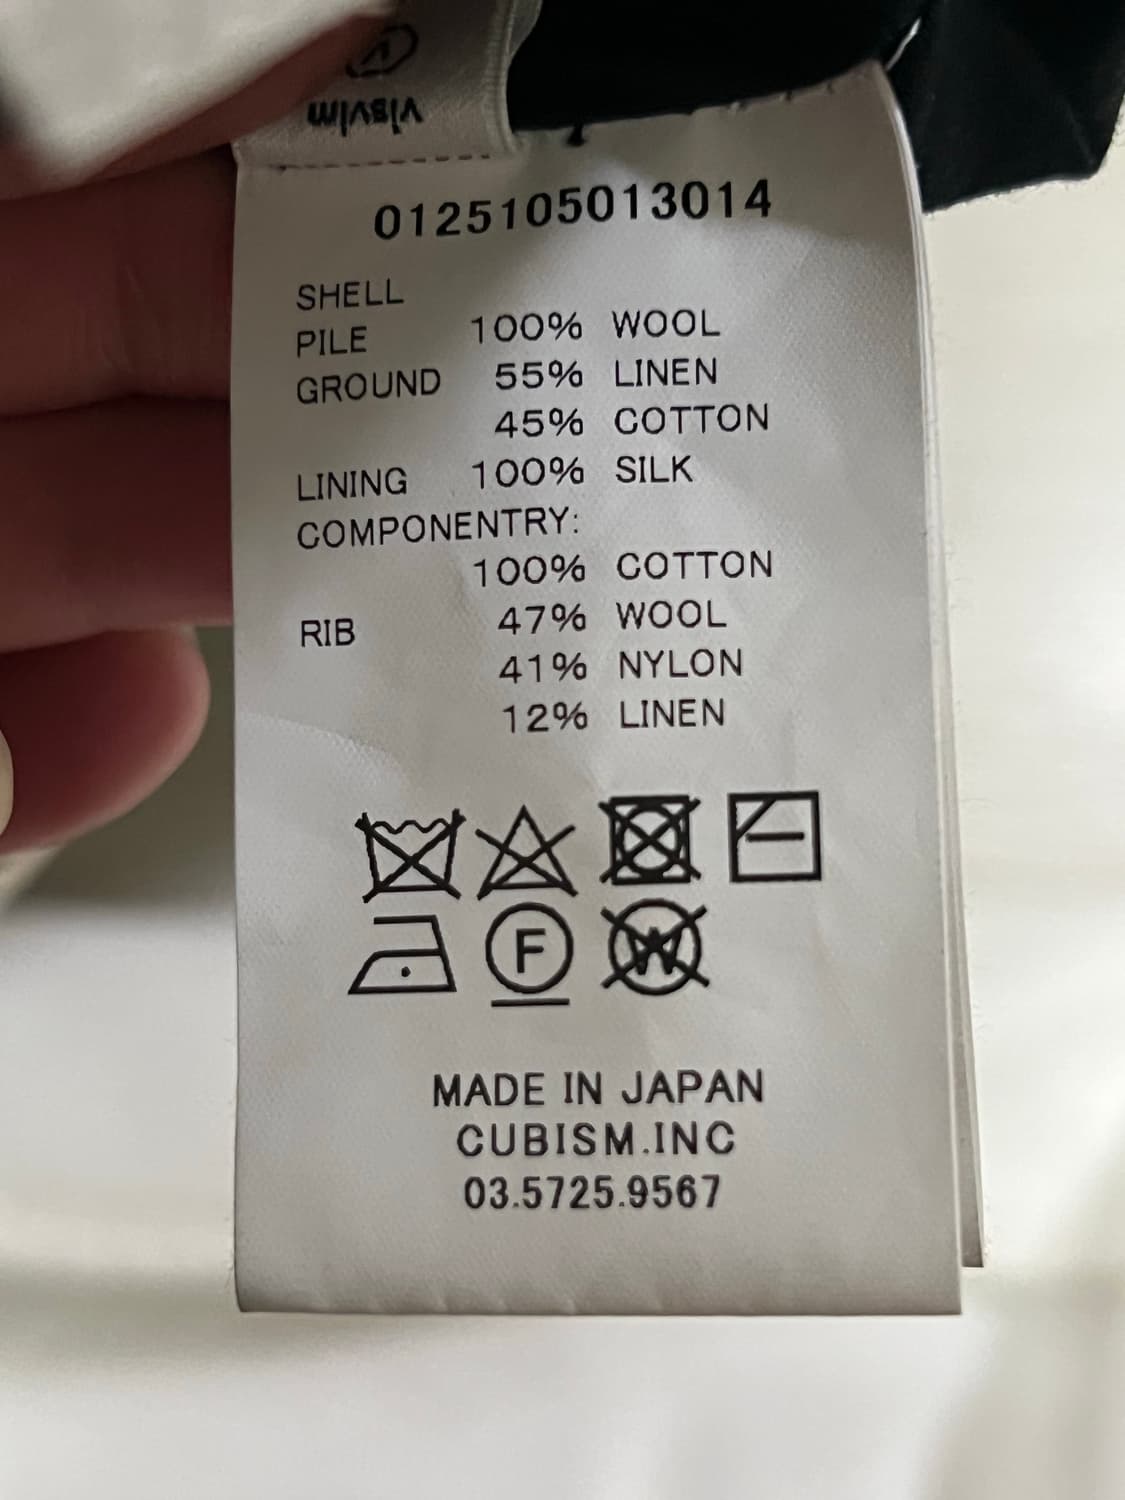 visvim
0125105013014
SHELL
PILE 100% WOOL
GROUND 55% LINEN
45% COTTON
LINING 100% SILK
COMPONENTRY:
100% COTTON
RIB 47% WOOL
41% NYLON
12% LINEN
F W
MADE IN JAPAN
CUBISM.INC
03.5725.9567